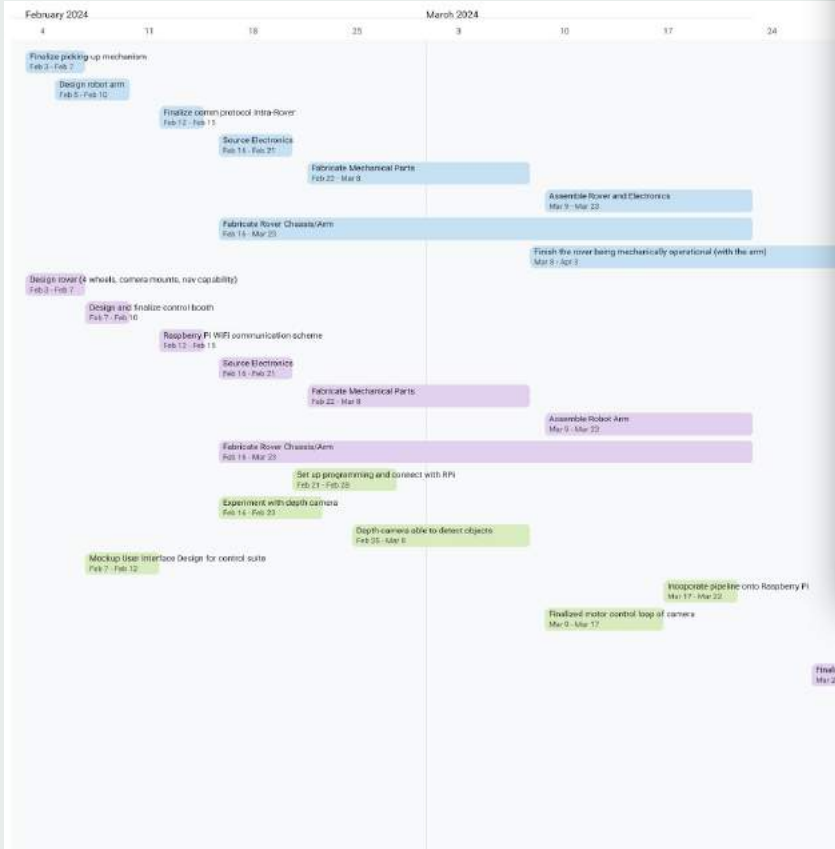 February 2024
March 2024
4
11
18
25
3
10
17
24
Finalize picking up mechanism
Feb 3 - Feb 7
Design robot arm
Feb 5 - Feb 10
Finalize comm protocol Intra-Rover
Feb 12 - Feb 15
Source Electronics
Feb 16 - Feb 21
Fabricate Mechanical Parts
Feb 22 - Mar 8
Assemble Rover and Electronics
Mar 9 - Mar 23
Fabricate Rover Chassis/Arm
Feb 16 - Mar 23
Finish the rover being mechanically operational (with the arm)
Mar 8 - Apr 3
Design rover (4 wheels, camera mounts, nav capability)
Feb 3 - Feb 7
Design and finalize control booth
Feb 7 - Feb 10
Raspberry Pi WiFi communication scheme
Feb 12 - Feb 15
Source Electronics
Feb 16 - Feb 21
Fabricate Mechanical Parts
Feb 22 - Mar 8
Assemble Robot Arm
Mar 9 - Mar 23
Fabricate Rover Chassis/Arm
Feb 16 - Mar 23
Set up programming and connect with RPi
Feb 21 - Feb 28
Experiment with depth camera
Feb 16 - Feb 23
Depth camera able to detect objects
Feb 25 - Mar 8
Mockup User Interface Design for control suite
Feb 7 - Feb 12
Incoporate pipeline onto Raspberry Pi
Mar 17 - Mar 22
Finalized motor control loop of camera
Mar 9 - Mar 17
Final
Mar 2